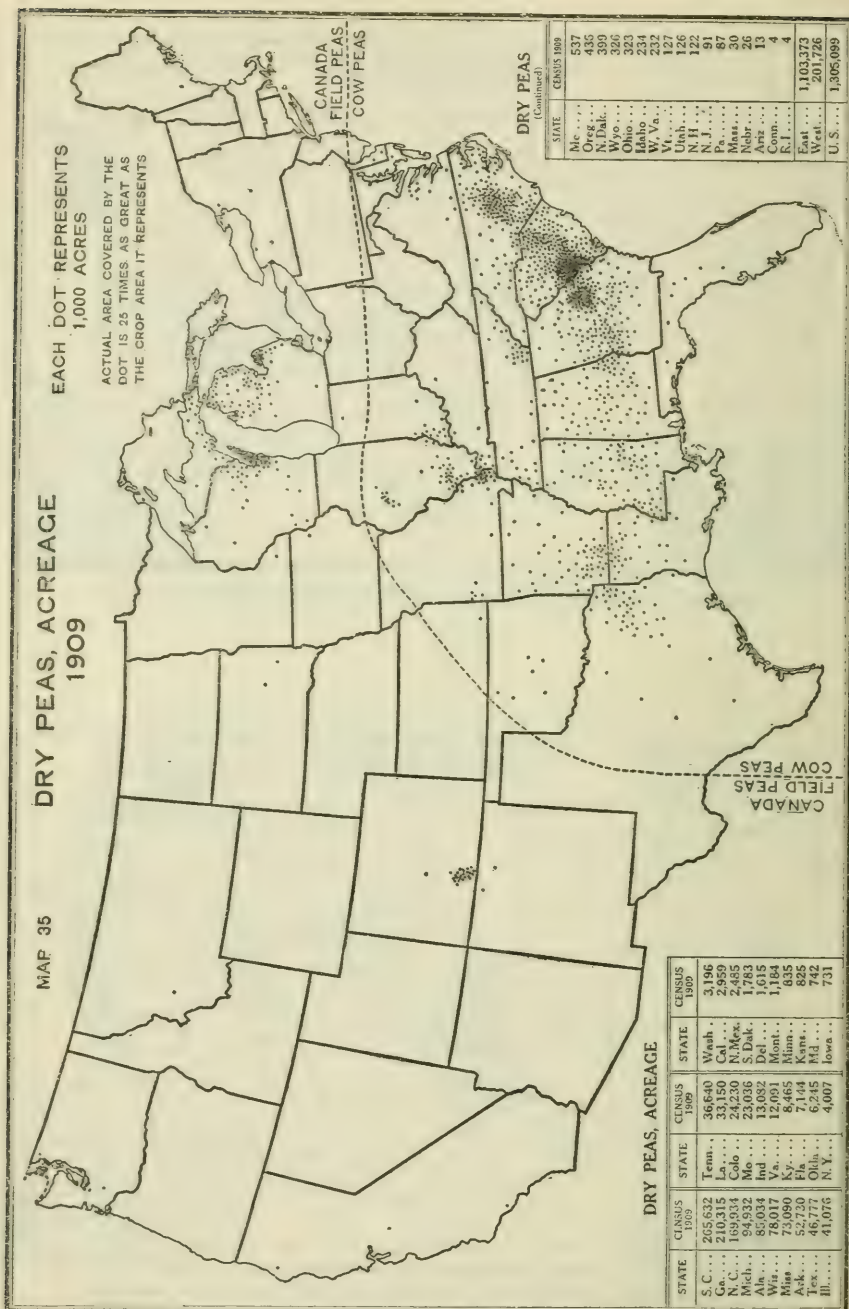 MAP 35
DRY PEAS, ACREAGE
1909
EACH DOT REPRESENTS
1,000 ACRES
ACTUAL AREA COVERED BY THE
DOT IS 25 TIMES AS GREAT AS
THE CROP AREA IT REPRESENTS
CANADA
FIELD PEAS
COW PEAS
CANADA
FIELD PEAS
COW PEAS
DRY PEAS, ACREAGE
STATE CENSUS 1909 STATE CENSUS 1909 STATE CENSUS 1909
S. C. ... 265,632 Tenn. .. 36,640 Wash . 3,196
Ga. ... 210,315 La. ... 33,150 Cal ... 2,959
N. C. .. 169,934 Colo ... 24,230 N. Mex. 2,485
Mich. .. 94,932 Mo ... 23,036 S. Dak. 1,783
Ala ... 85,034 Ind ... 13,082 Del ... 1,615
Wis. ... 78,017 Va. ... 12,091 Mont. .. 1,184
Miss ... 73,090 Ky. ... 8,465 Minn. .. 835
Ark. ... 52,730 Fla ... 7,144 Kans. .. 825
Tex. ... 46,777 Okla. .. 6,245 Md ... 742
Ill. ... 41,076 N. Y. .. 4,007 Iowa .. 731
DRY PEAS
(Continued)
STATE CENSUS 1909
Me ... 537
Oreg ... 435
N. Dak. .. 399
Wyo ... 326
Ohio ... 323
Idaho ... 234
W. Va. .. 232
Vt. ... 127
Utah ... 126
N. H ... 122
N. J. ... 91
Pa. ... 87
Mass. ... 30
Nebr. ... 26
Ariz ... 13
Conn. ... 4
R. I. ... 4
East ... 1,103,373
West ... 201,726
U. S. ... 1,305,099